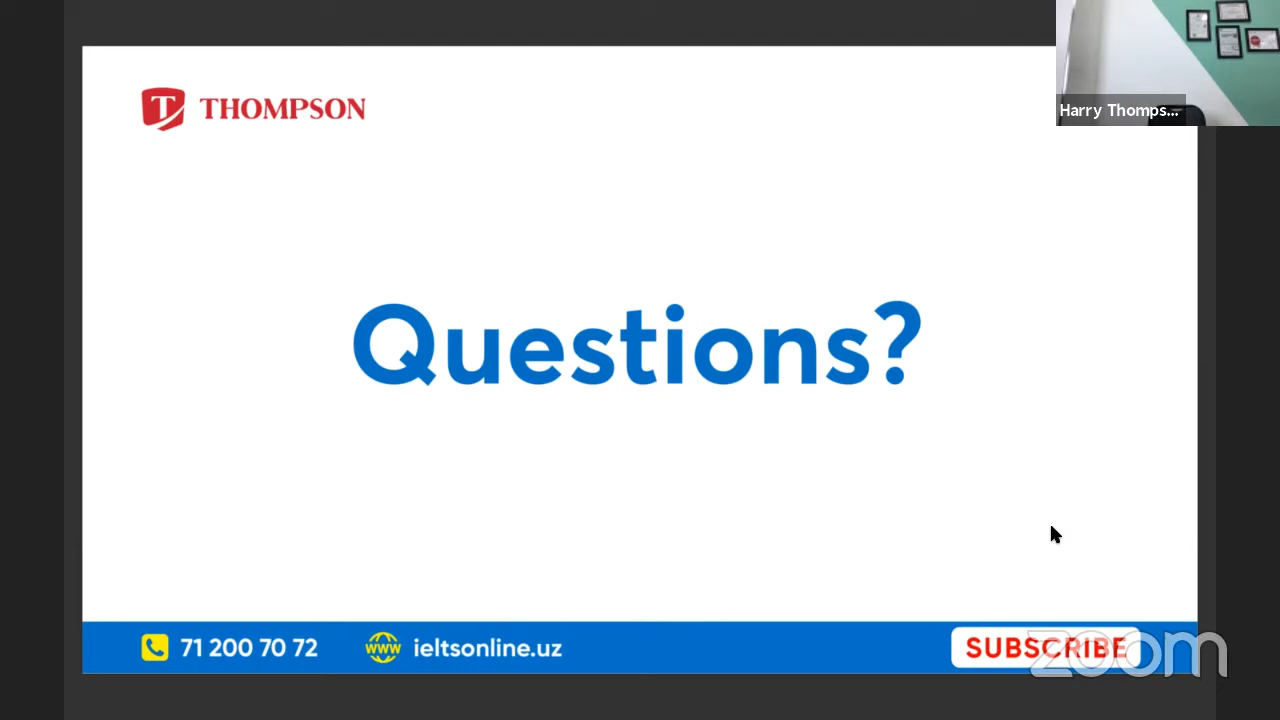 Harry Thomps...
T THOMPSON
Questions?
71 200 70 72
www ieltsonline.uz
SUBSCRIBE
zoom